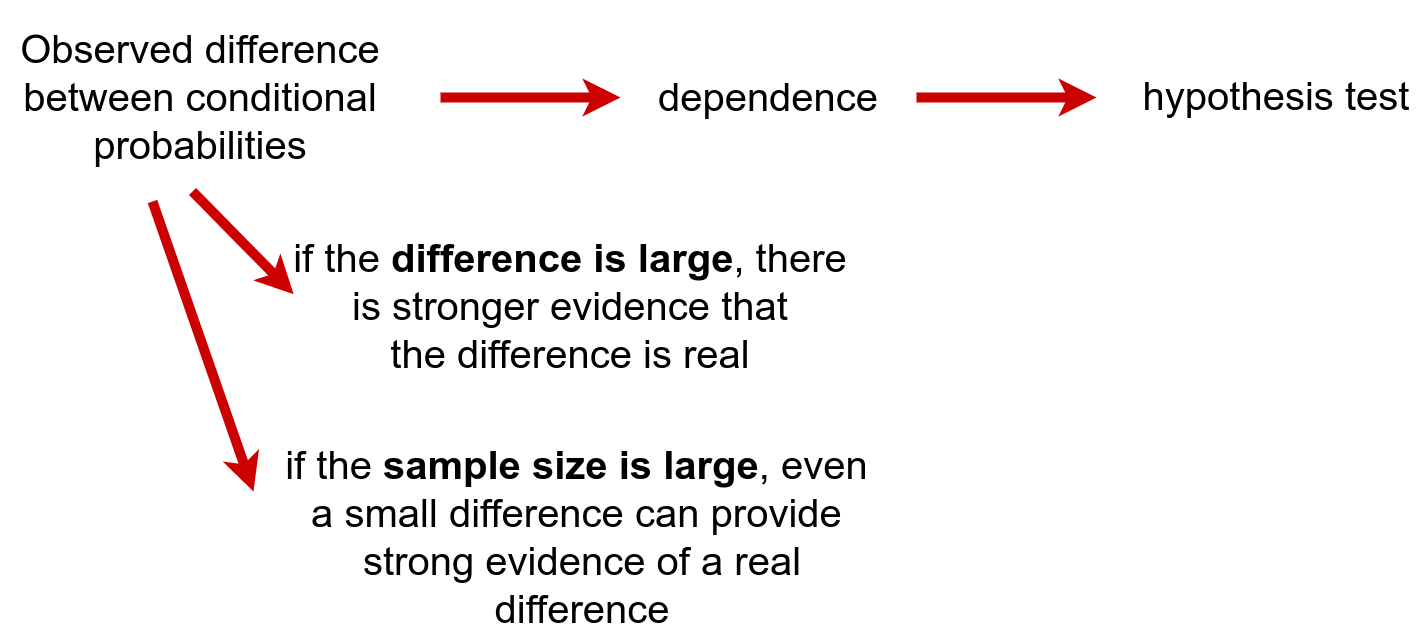 Observed difference
between conditional
probabilities
dependence
hypothesis test
if the difference is large, there
is stronger evidence that
the difference is real
if the sample size is large, even
a small difference can provide
strong evidence of a real
difference